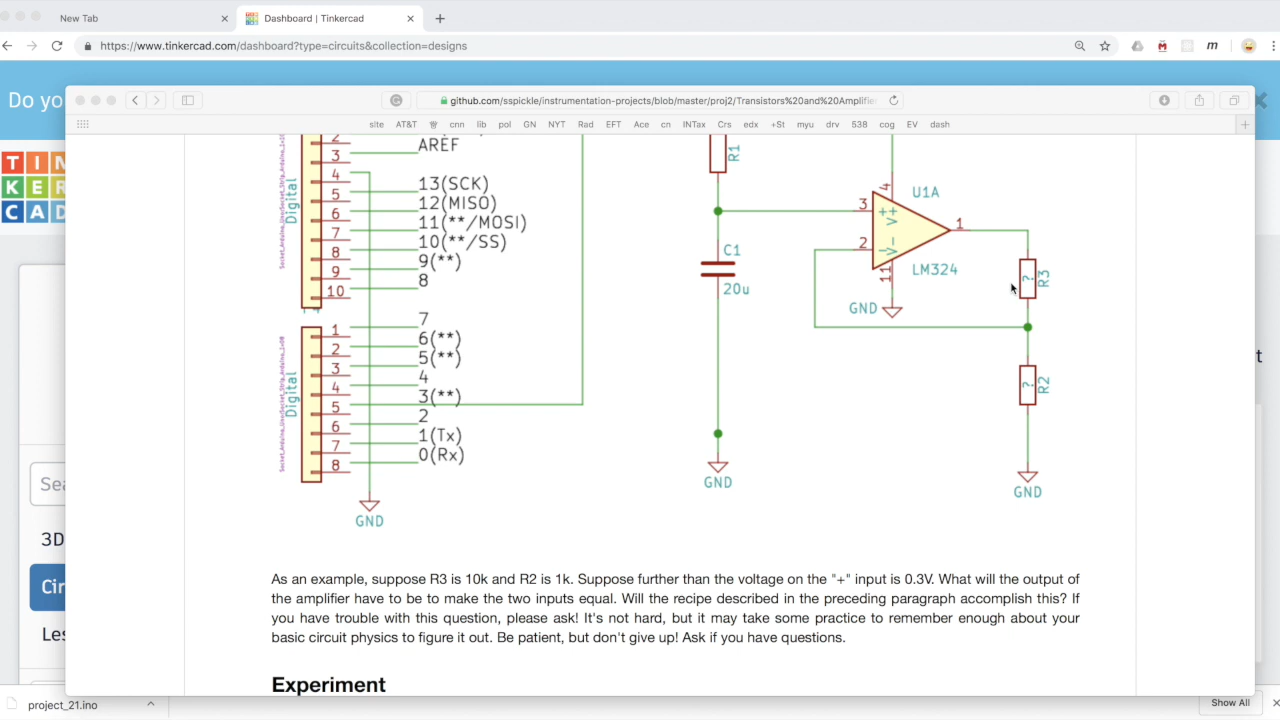 New Tab
Dashboard | Tinkercad
https://www.tinkercad.com/dashboard?type=circuits&collection=designs
m
Do yo
github.com/sspickle/instrumentation-projects/blob/master/proj2/Transistors%20and%20Amplifie
site AT&T cnn lib pol GN NYT Rad EFT Ace cn INTax Crs edx +St myu drv 538 cog EV dash
TIN
KER
CAD
Sea
3D
Cir
Les
t
Digital
2
3
4
5
6
7
8
9
10
AREF
13(SCK)
12(MISO)
11(**/MOSI)
10(**/SS)
9(**)
8
Digital
1
2
3
4
5
6
7
8
7
6(**)
5(**)
4
3(**)
2
1(Tx)
0(Rx)
GND
R1
C1
20u
GND
3
2
4
11
+
V+
V-
-
1
U1A
LM324
GND
?
R3
?
R2
GND
As an example, suppose R3 is 10k and R2 is 1k. Suppose further than the voltage on the "+" input is 0.3V. What will the output of
the amplifier have to be to make the two inputs equal. Will the recipe described in the preceding paragraph accomplish this? If
you have trouble with this question, please ask! It's not hard, but it may take some practice to remember enough about your
basic circuit physics to figure it out. Be patient, but don't give up! Ask if you have questions.
Experiment
project_21.ino
Show All